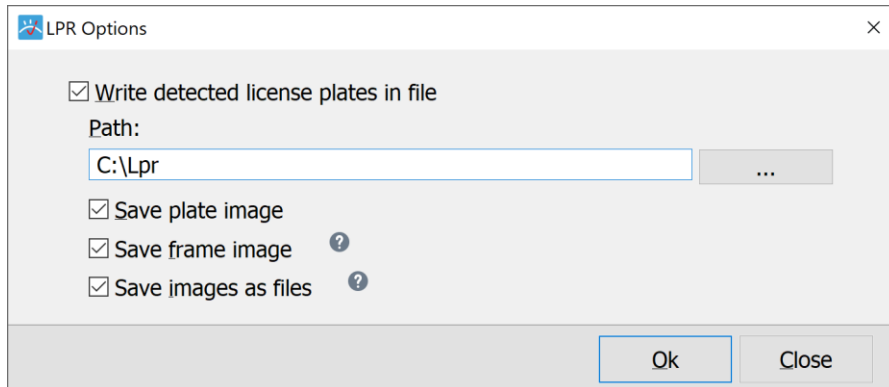 LPR Options
Write detected license plates in file
Path:
C:\Lpr
...
Save plate image
Save frame image ?
Save images as files ?
Ok Close